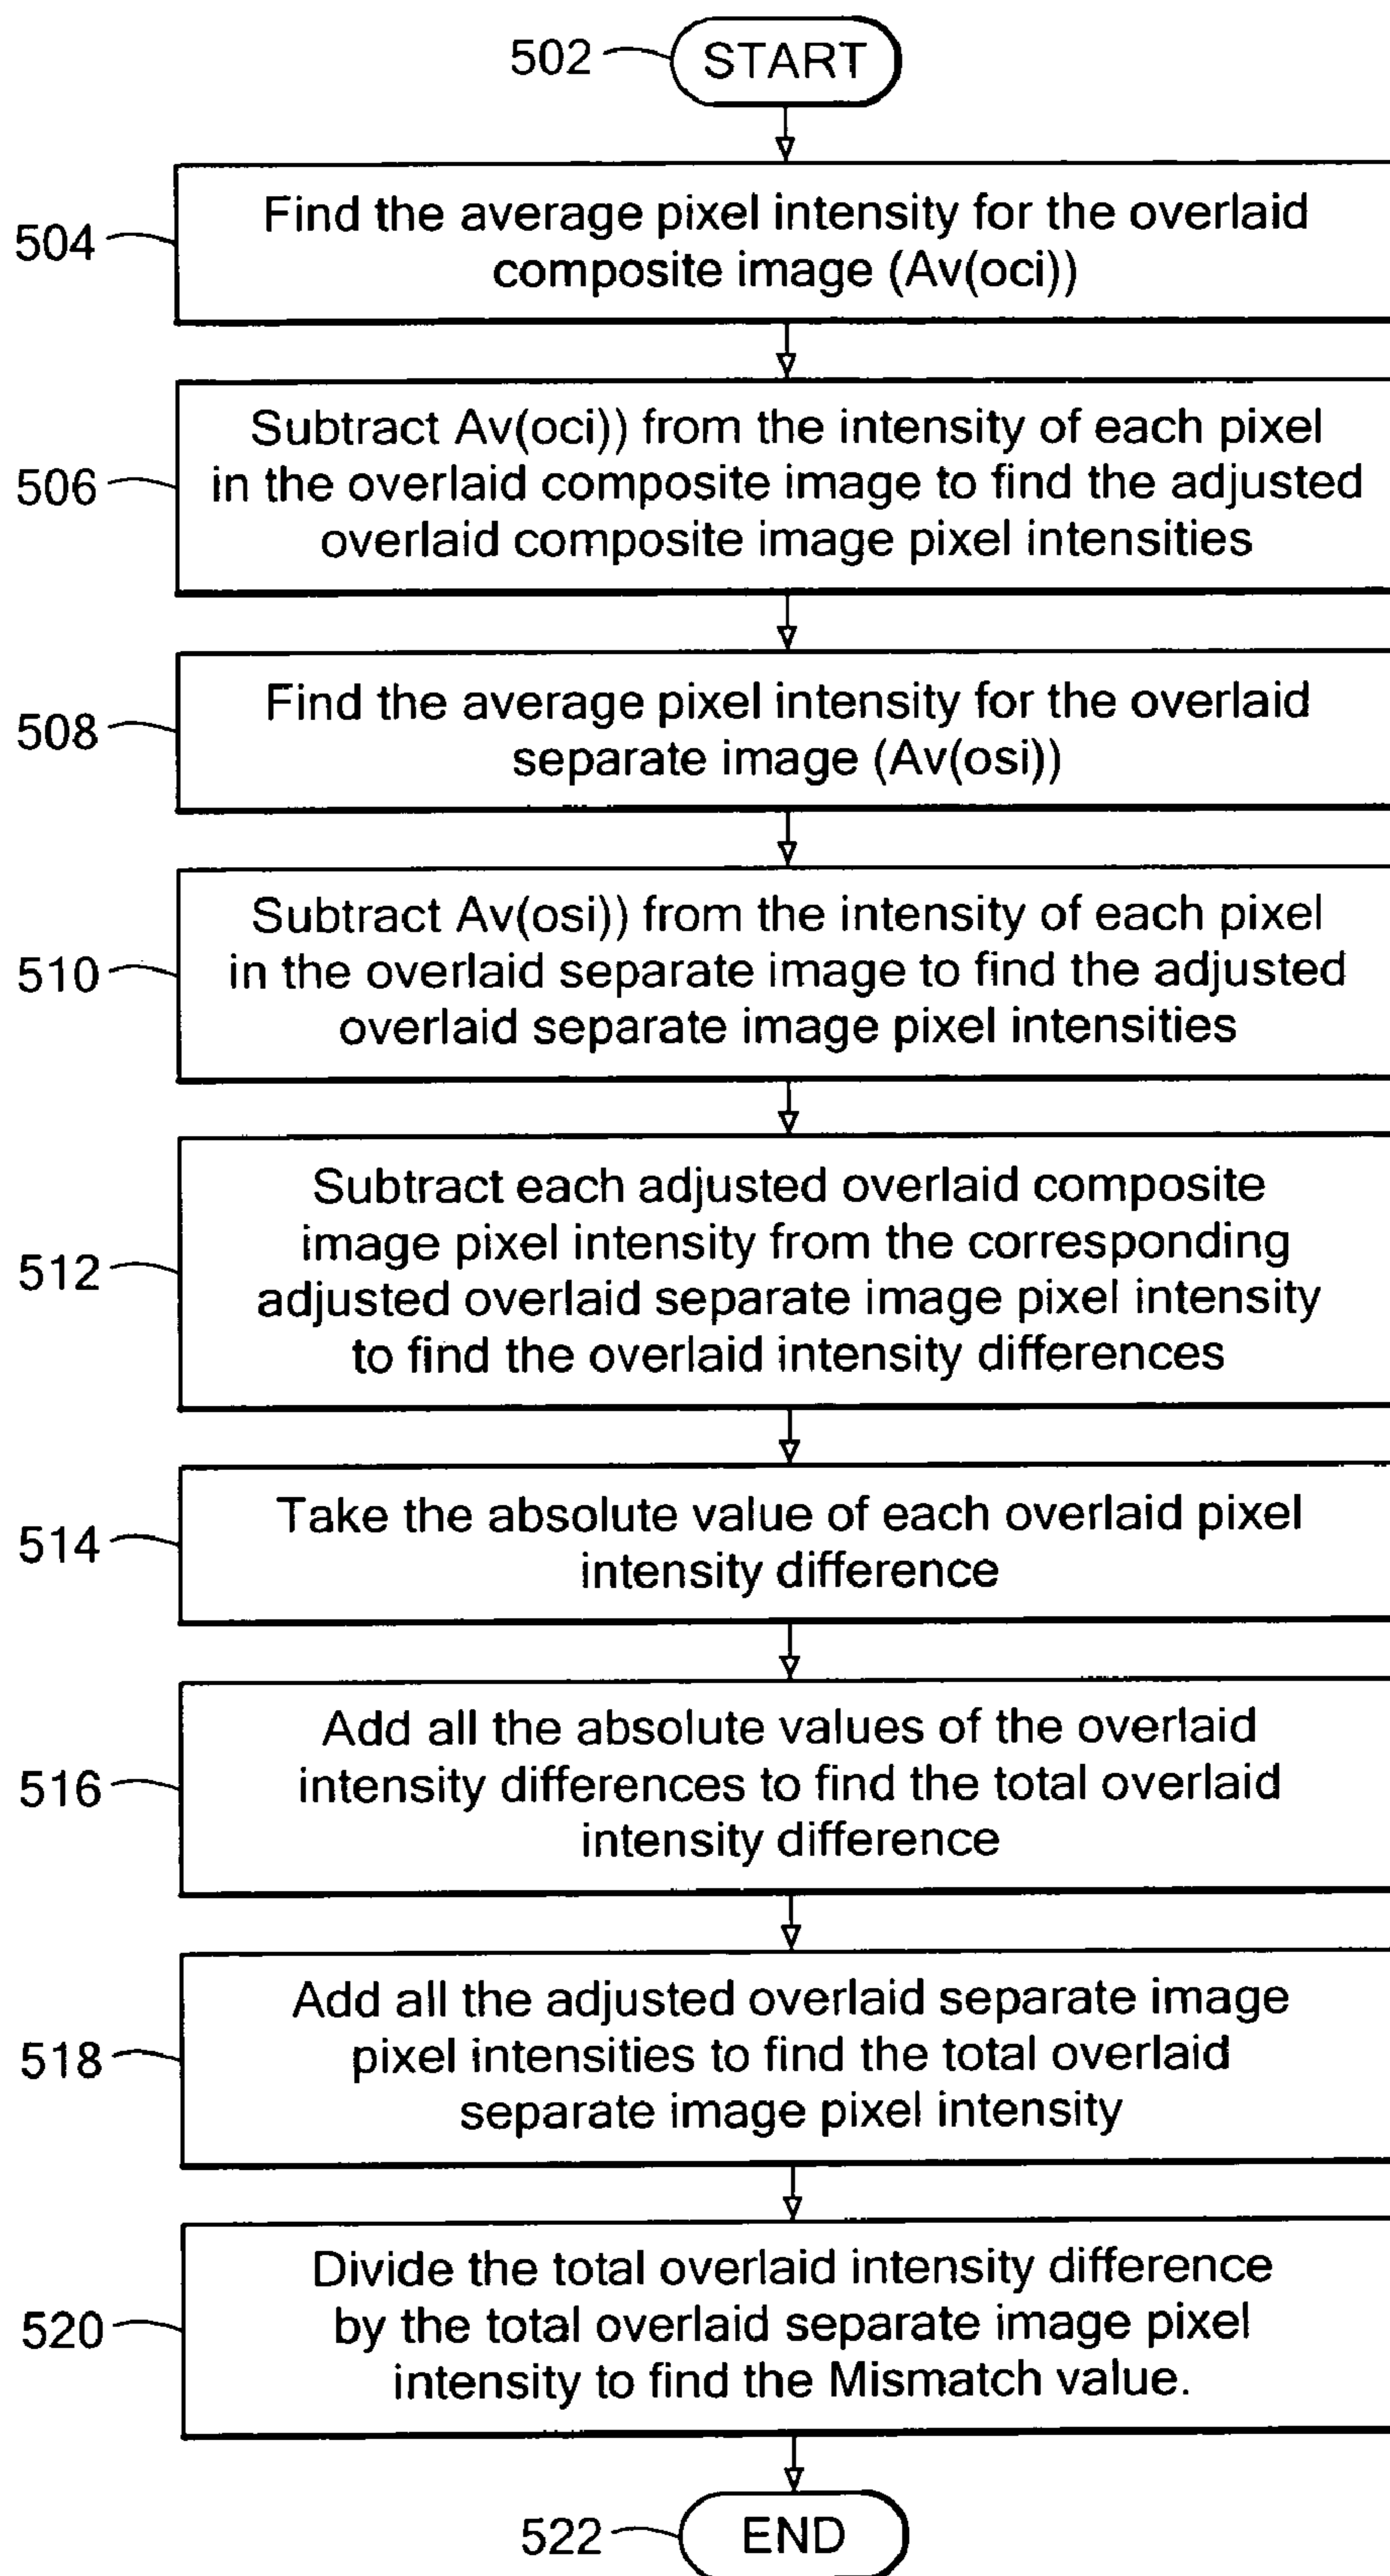 502
START
504
Find the average pixel intensity for the overlaid
composite image (Av(oci))
506
Subtract Av(oci)) from the intensity of each pixel
in the overlaid composite image to find the adjusted
overlaid composite image pixel intensities
508
Find the average pixel intensity for the overlaid
separate image (Av(osi))
510
Subtract Av(osi)) from the intensity of each pixel
in the overlaid separate image to find the adjusted
overlaid separate image pixel intensities
512
Subtract each adjusted overlaid composite
image pixel intensity from the corresponding
adjusted overlaid separate image pixel intensity
to find the overlaid intensity differences
514
Take the absolute value of each overlaid pixel
intensity difference
516
Add all the absolute values of the overlaid
intensity differences to find the total overlaid
intensity difference
518
Add all the adjusted overlaid separate image
pixel intensities to find the total overlaid
separate image pixel intensity
520
Divide the total overlaid intensity difference
by the total overlaid separate image pixel
intensity to find the Mismatch value.
522
END